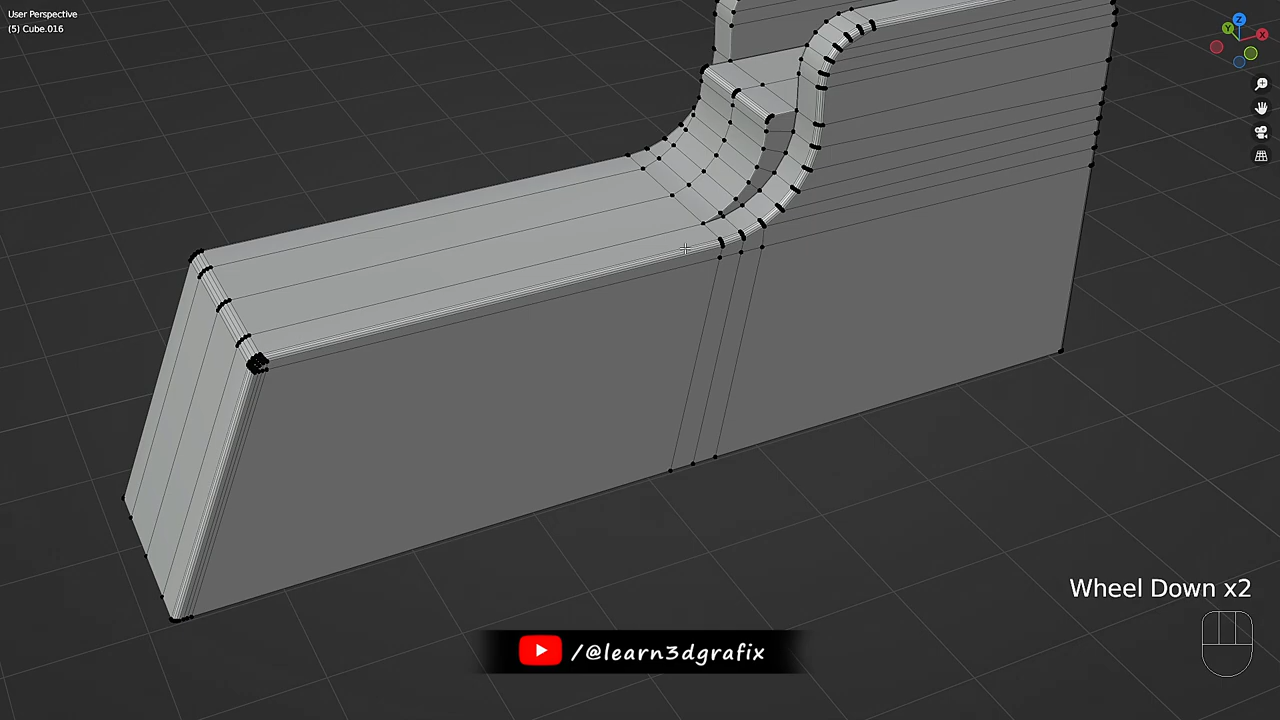 User Perspective
(5) Cube.016
Z
Y
X
Wheel Down x2
/@learn3dgrafix